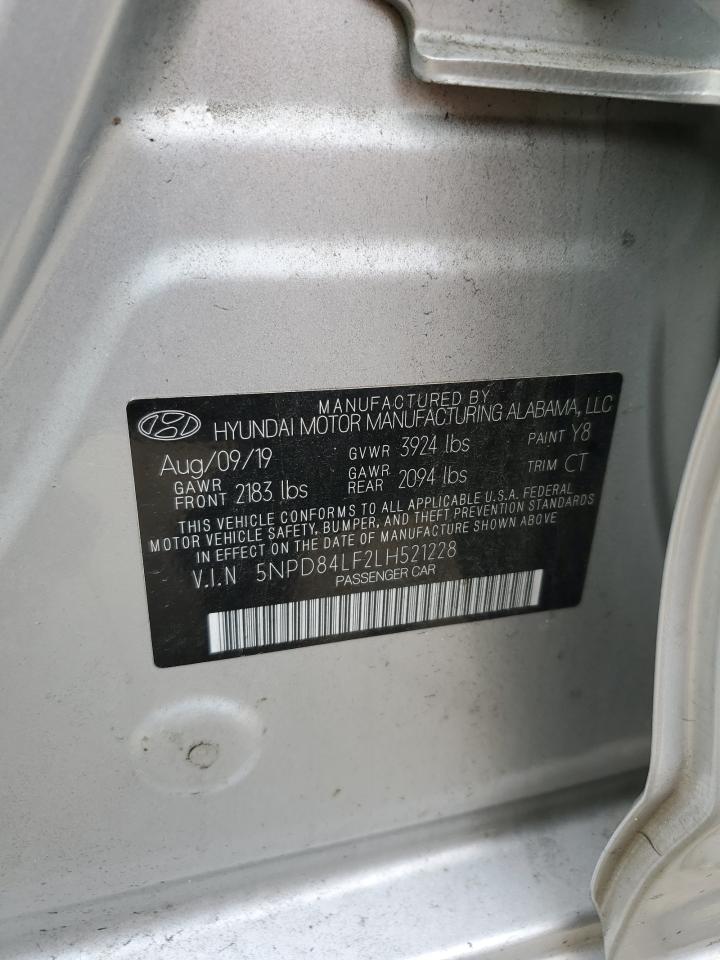 MANUFACTURED BY
HYUNDAI MOTOR MANUFACTURING ALABAMA, LLC
Aug/09/19 GVWR 3924 lbs PAINT Y8
GAWR FRONT 2183 lbs GAWR REAR 2094 lbs TRIM CT
THIS VEHICLE CONFORMS TO ALL APPLICABLE U.S.A. FEDERAL
MOTOR VEHICLE SAFETY, BUMPER, AND THEFT PREVENTION STANDARDS
IN EFFECT ON THE DATE OF MANUFACTURE SHOWN ABOVE
V.I.N 5NPD84LF2LH521228
PASSENGER CAR